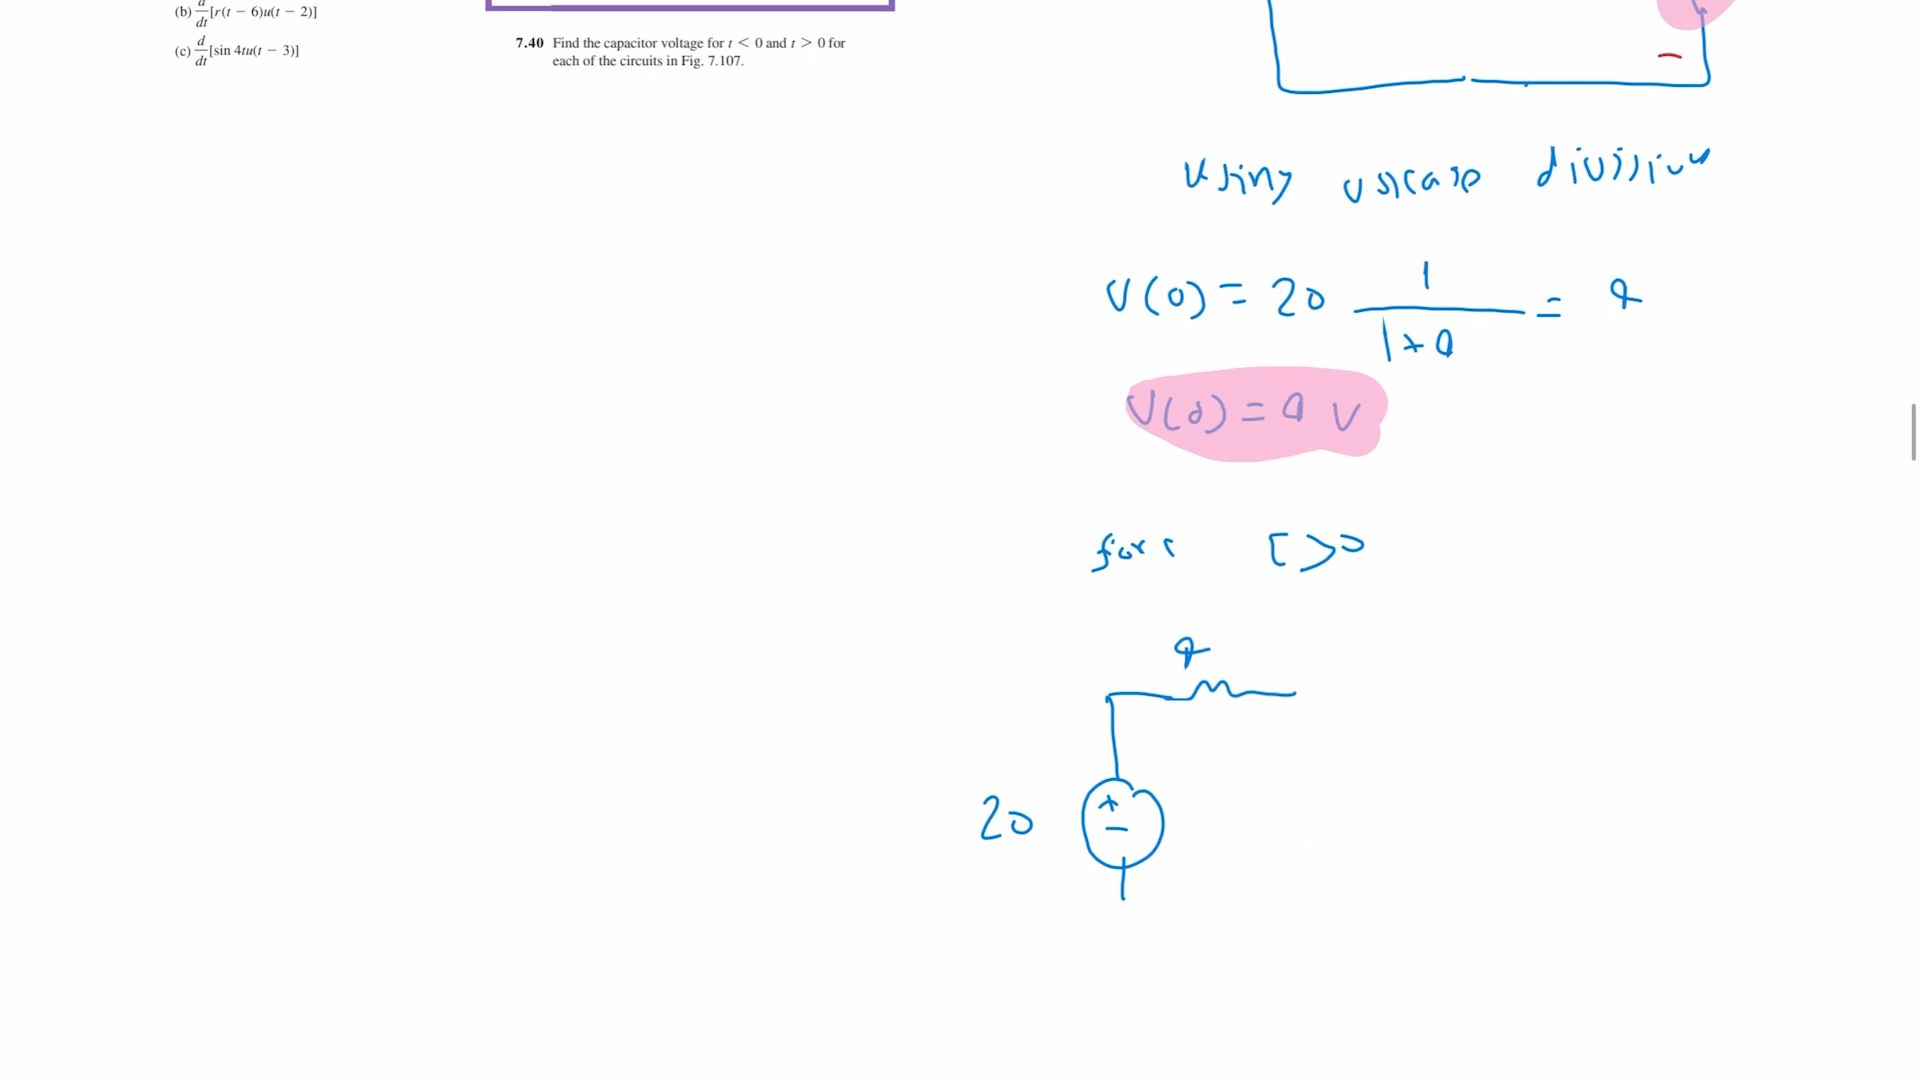 (b) d/dt [r(t − 6)u(t − 2)]
(c) d/dt [sin 4tu(t − 3)]
7.40 Find the capacitor voltage for t < 0 and t > 0 for
each of the circuits in Fig. 7.107.
−
Using division
V(0) = 20 1/(1+4) = 4
V(0) = 4 V
for t >0
4
20
+
−